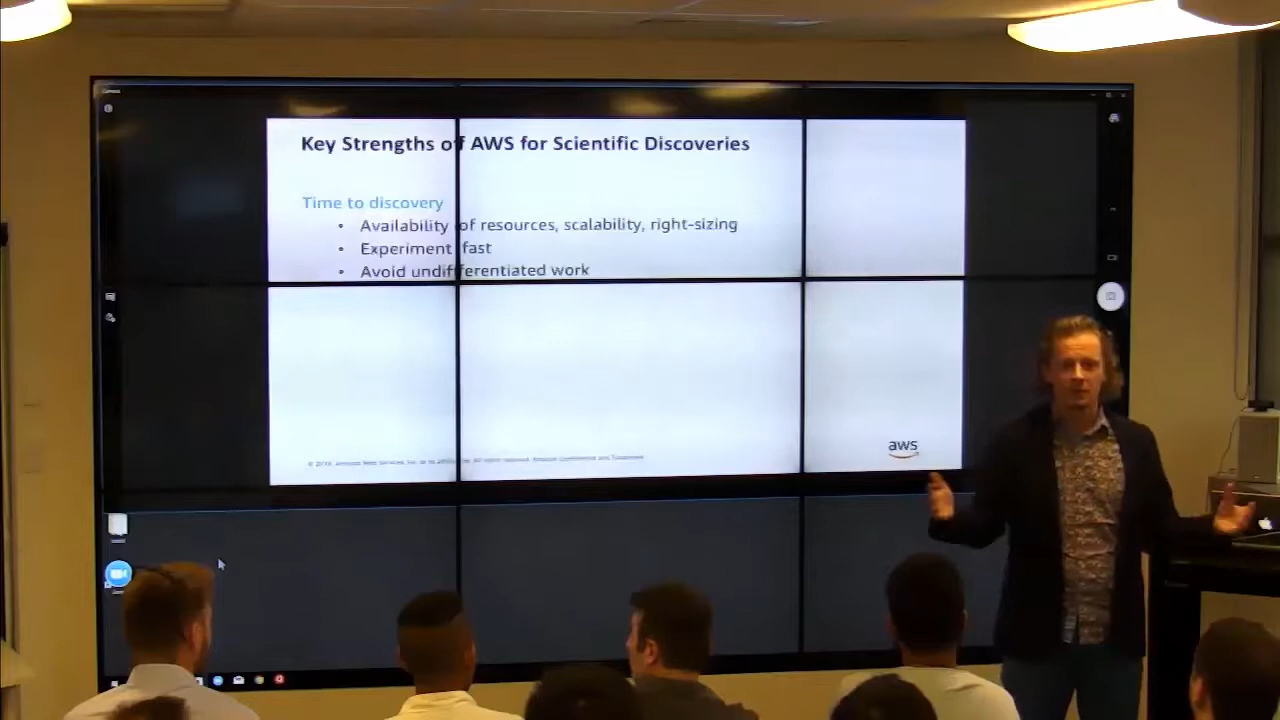 Camera
Key Strengths of AWS for Scientific Discoveries
Time to discovery
• Availability of resources, scalability, right-sizing
• Experiment fast
• Avoid undifferentiated work
aws